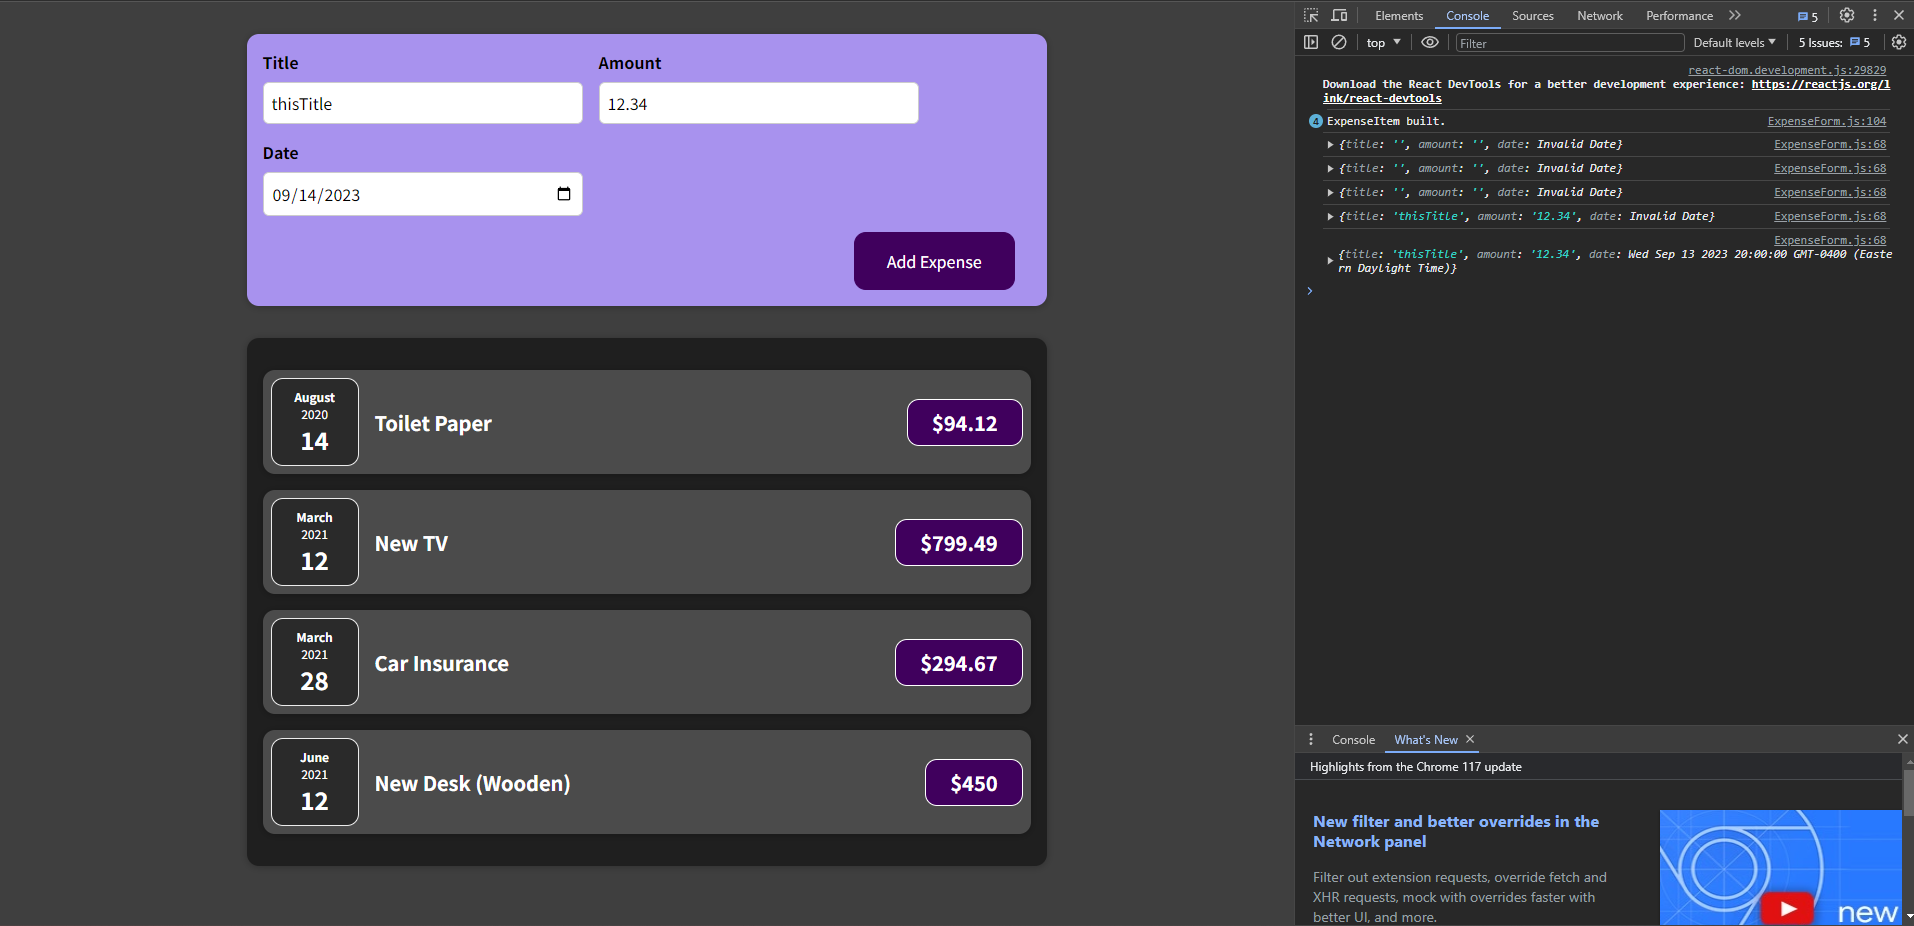 Title
Amount
thisTitle
12.34
Date
09/14/2023
Add Expense
August
2020
14
Toilet Paper
$94.12
March
2021
12
New TV
$799.49
March
2021
28
Car Insurance
$294.67
June
2021
12
New Desk (Wooden)
$450
Elements Console Sources Network Performance 5
top Filter Default levels 5 Issues: 5
react-dom.development.js:29829
Download the React DevTools for a better development experience: https://reactjs.org/l
ink/react-devtools
4 ExpenseItem built. ExpenseForm.js:104
{title: '', amount: '', date: Invalid Date} ExpenseForm.js:68
{title: '', amount: '', date: Invalid Date} ExpenseForm.js:68
{title: '', amount: '', date: Invalid Date} ExpenseForm.js:68
{title: 'thisTitle', amount: '12.34', date: Invalid Date} ExpenseForm.js:68
ExpenseForm.js:68
{title: 'thisTitle', amount: '12.34', date: Wed Sep 13 2023 20:00:00 GMT-0400 (Easte
rn Daylight Time)}
Console What's New
Highlights from the Chrome 117 update
New filter and better overrides in the
Network panel
Filter out extension requests, override fetch and
XHR requests, mock with overrides faster with
better UI, and more.
new